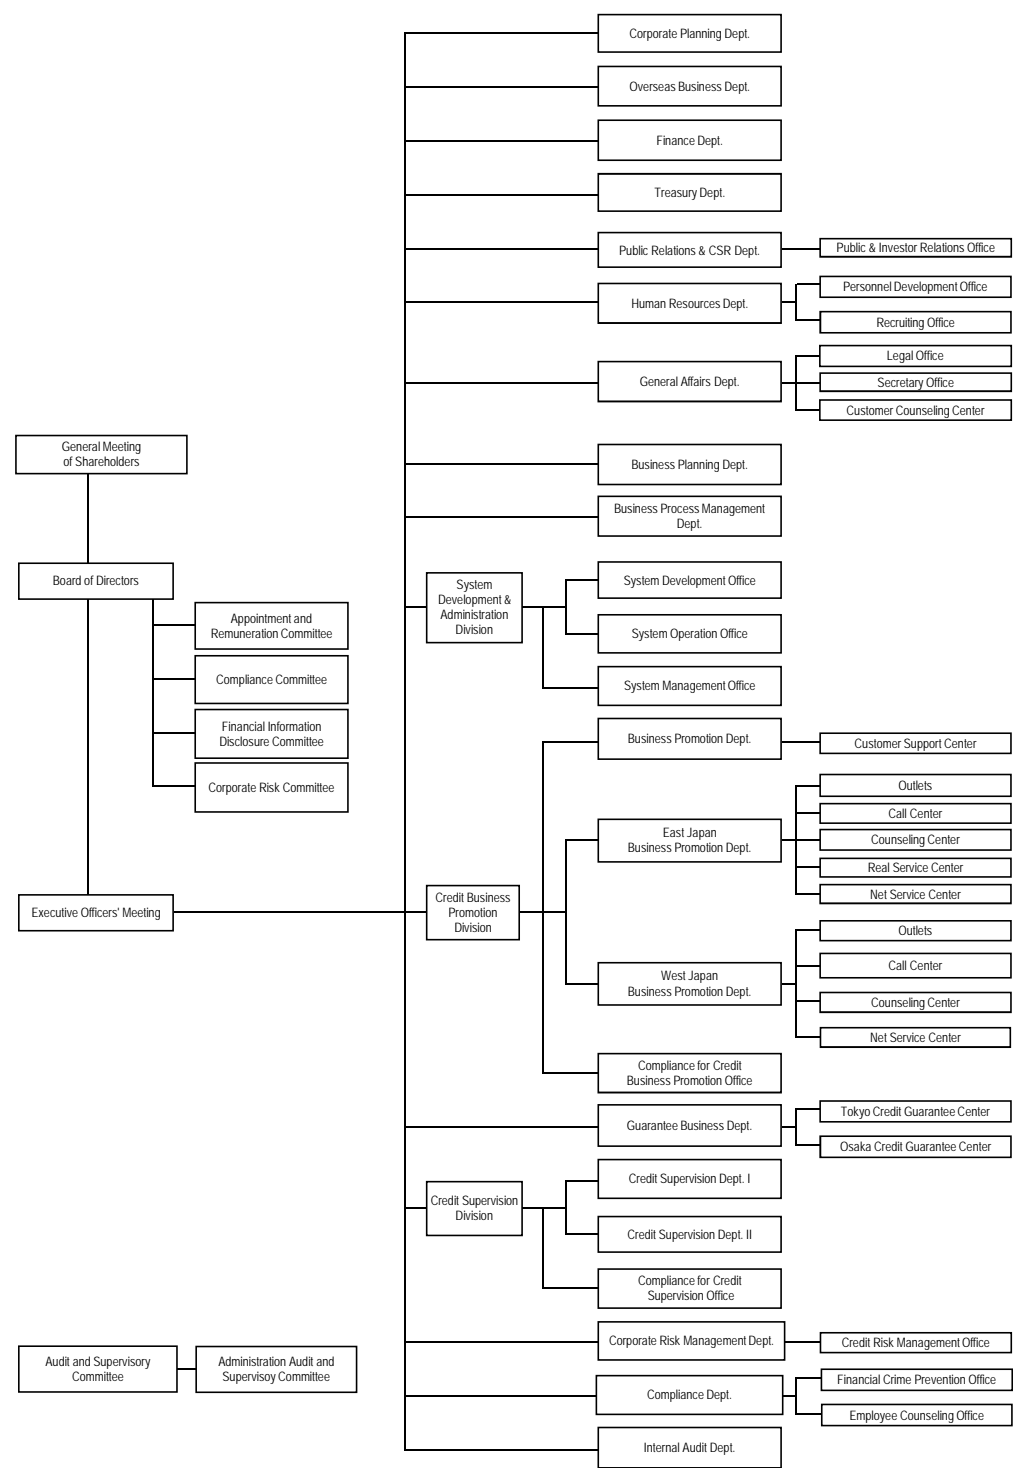 Corporate Planning Dept.
Overseas Business Dept.
Finance Dept.
Treasury Dept.
Public Relations & CSR Dept.
Public & Investor Relations Office
Human Resources Dept.
Personnel Development Office
Recruiting Office
General Affairs Dept.
Legal Office
Secretary Office
Customer Counseling Center
General Meeting
of Shareholders
Business Planning Dept.
Business Process Management
Dept.
Board of Directors
Appointment and
Remuneration Committee
Compliance Committee
Financial Information
Disclosure Committee
Corporate Risk Committee
System
Development &
Administration
Division
System Development Office
System Operation Office
System Management Office
Executive Officers' Meeting
Credit Business
Promotion
Division
Business Promotion Dept.
Customer Support Center
East Japan
Business Promotion Dept.
Outlets
Call Center
Counseling Center
Real Service Center
Net Service Center
West Japan
Business Promotion Dept.
Outlets
Call Center
Counseling Center
Net Service Center
Compliance for Credit
Business Promotion Office
Guarantee Business Dept.
Tokyo Credit Guarantee Center
Osaka Credit Guarantee Center
Credit Supervision
Division
Credit Supervision Dept. I
Credit Supervision Dept. II
Compliance for Credit
Supervision Office
Audit and Supervisory
Committee
Administration Audit and
Supervisoy Committee
Corporate Risk Management Dept.
Credit Risk Management Office
Compliance Dept.
Financial Crime Prevention Office
Employee Counseling Office
Internal Audit Dept.